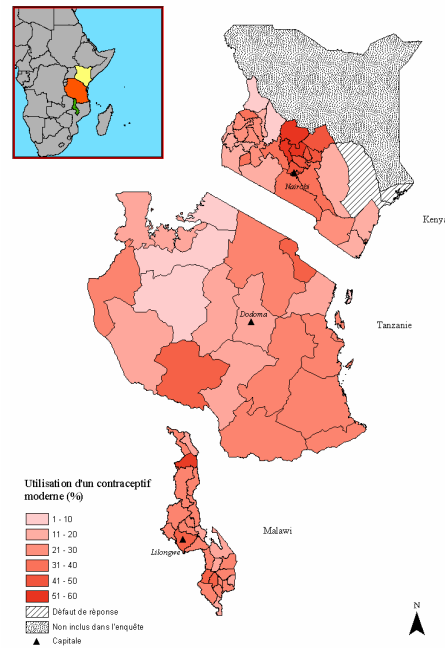 Nairobi
Kenya
Dodoma
Tanzanie
Utilisation d'un contraceptif
moderne (%)
1 - 10
11 - 20
21 - 30
31 - 40
41 - 50
51 - 60
Défaut de réponse
Non inclus dans l'enquête
Capitale
Malawi
Lilongwe
N